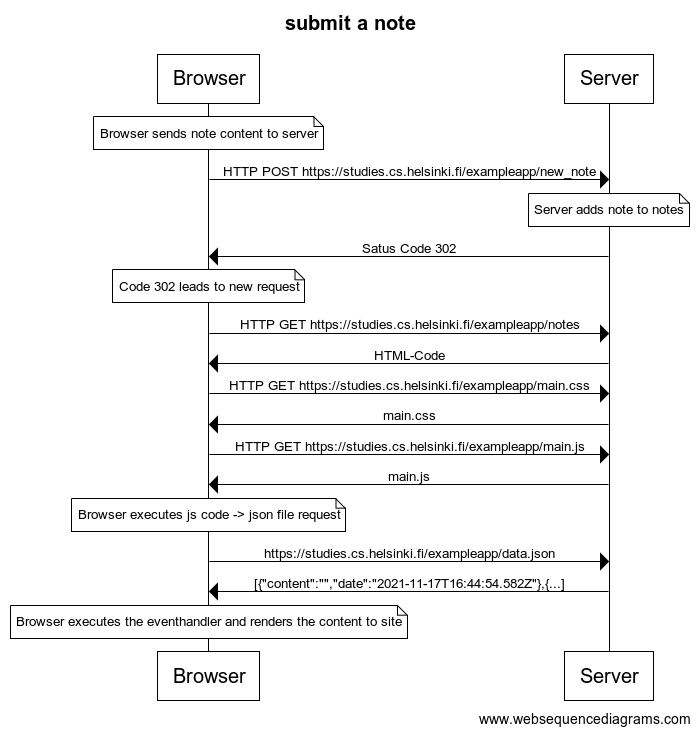 submit a note
Browser
Server
Browser sends note content to server
HTTP POST https://studies.cs.helsinki.fi/exampleapp/new_note
Server adds note to notes
Satus Code 302
Code 302 leads to new request
HTTP GET https://studies.cs.helsinki.fi/exampleapp/notes
HTML-Code
HTTP GET https://studies.cs.helsinki.fi/exampleapp/main.css
main.css
HTTP GET https://studies.cs.helsinki.fi/exampleapp/main.js
main.js
Browser executes js code -> json file request
https://studies.cs.helsinki.fi/exampleapp/data.json
[{"content":"","date":"2021-11-17T16:44:54.582Z"},{...]
Browser executes the eventhandler and renders the content to site
Browser
Server
www.websequencediagrams.com